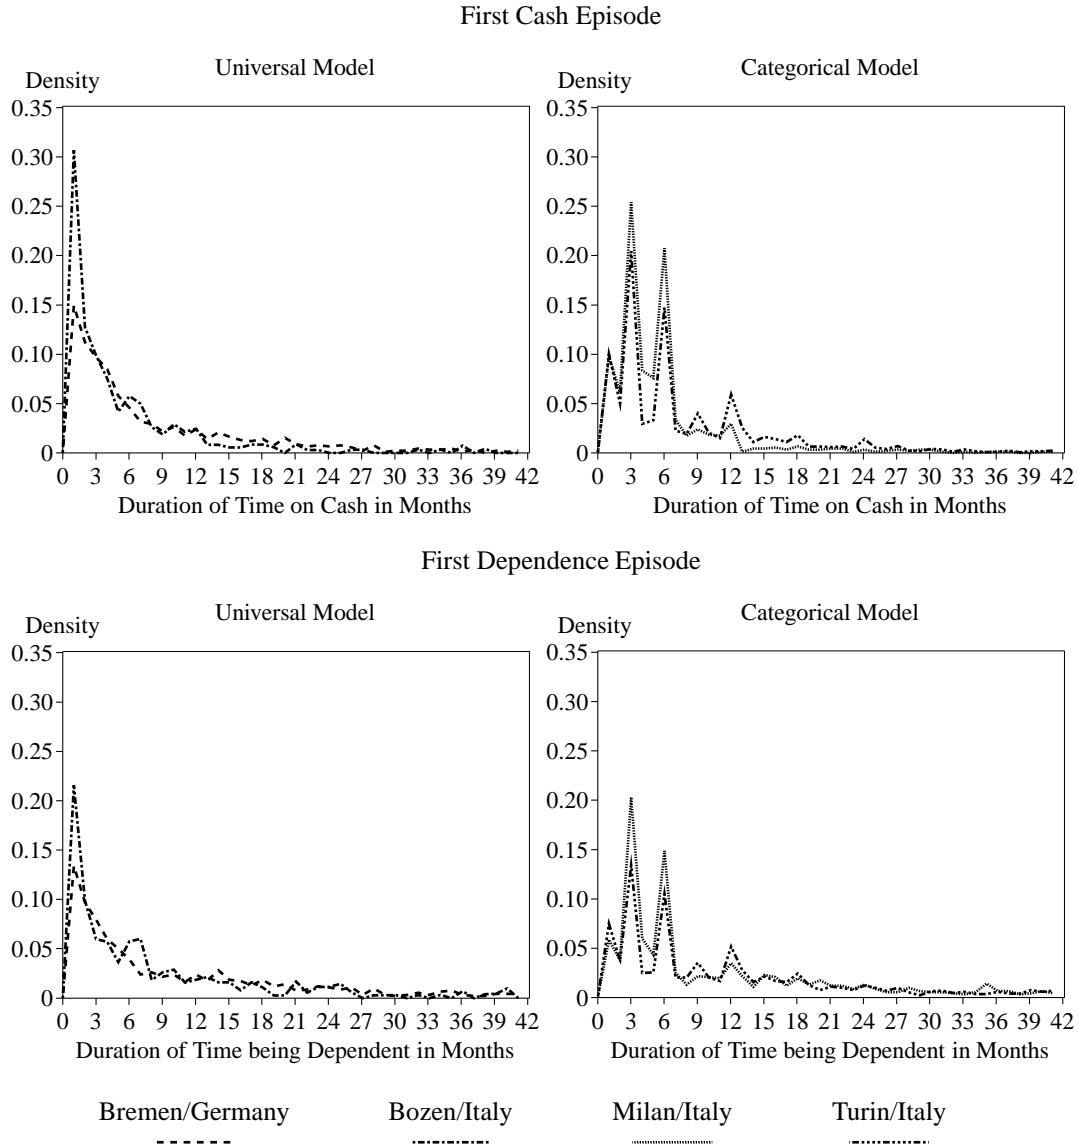 First Cash Episode
Universal Model Categorical Model
Density Density
0.35 0.35
0.30 0.30
0.25 0.25
0.20 0.20
0.15 0.15
0.10 0.10
0.05 0.05
0 0
0 3 6 9 12 15 18 21 24 27 30 33 36 39 42 0 3 6 9 12 15 18 21 24 27 30 33 36 39 42
Duration of Time on Cash in Months Duration of Time on Cash in Months
First Dependence Episode
Universal Model Categorical Model
Density Density
0.35 0.35
0.30 0.30
0.25 0.25
0.20 0.20
0.15 0.15
0.10 0.10
0.05 0.05
0 0
0 3 6 9 12 15 18 21 24 27 30 33 36 39 42 0 3 6 9 12 15 18 21 24 27 30 33 36 39 42
Duration of Time being Dependent in Months Duration of Time being Dependent in Months
Bremen/Germany Bozen/Italy Milan/Italy Turin/Italy